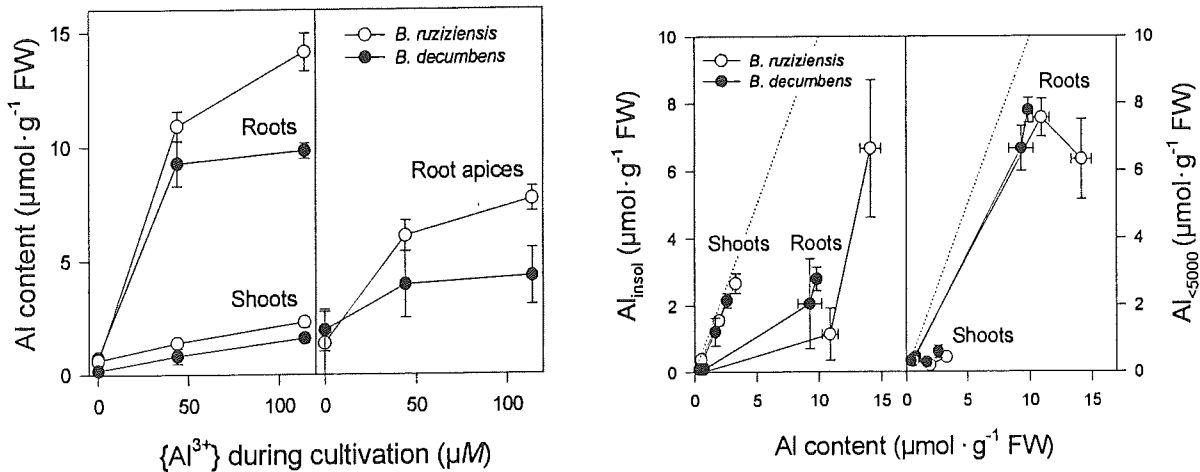 Al content (µmol·g⁻¹ FW)
15
10
5
0
B. ruziziensis
B. decumbens
Roots
Root apices
Shoots
0 50 100 0 50 100
{Al³⁺} during cultivation (µM)
Al_insol (µmol·g⁻¹ FW)
10
8
6
4
2
0
B. ruziziensis
B. decumbens
Shoots
Roots
Roots
Shoots
10
8
6
4
2
0
Al_<5000 (µmol·g⁻¹ FW)
0 5 10 15 0 5 10 15
Al content (µmol · g⁻¹ FW)